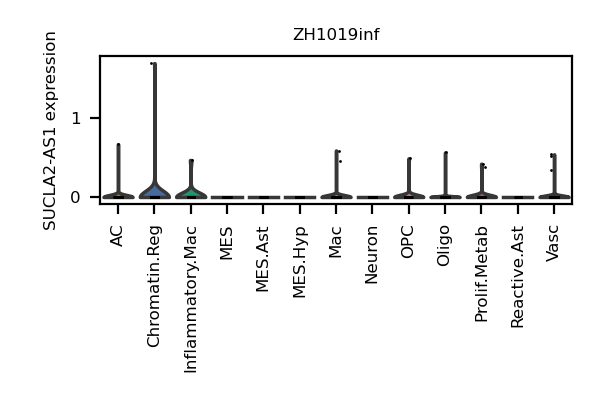 ZH1019inf
SUCLA2-AS1 expression
1
0
AC
Chromatin.Reg
Inflammatory.Mac
MES
MES.Ast
MES.Hyp
Mac
Neuron
OPC
Oligo
Prolif.Metab
Reactive.Ast
Vasc